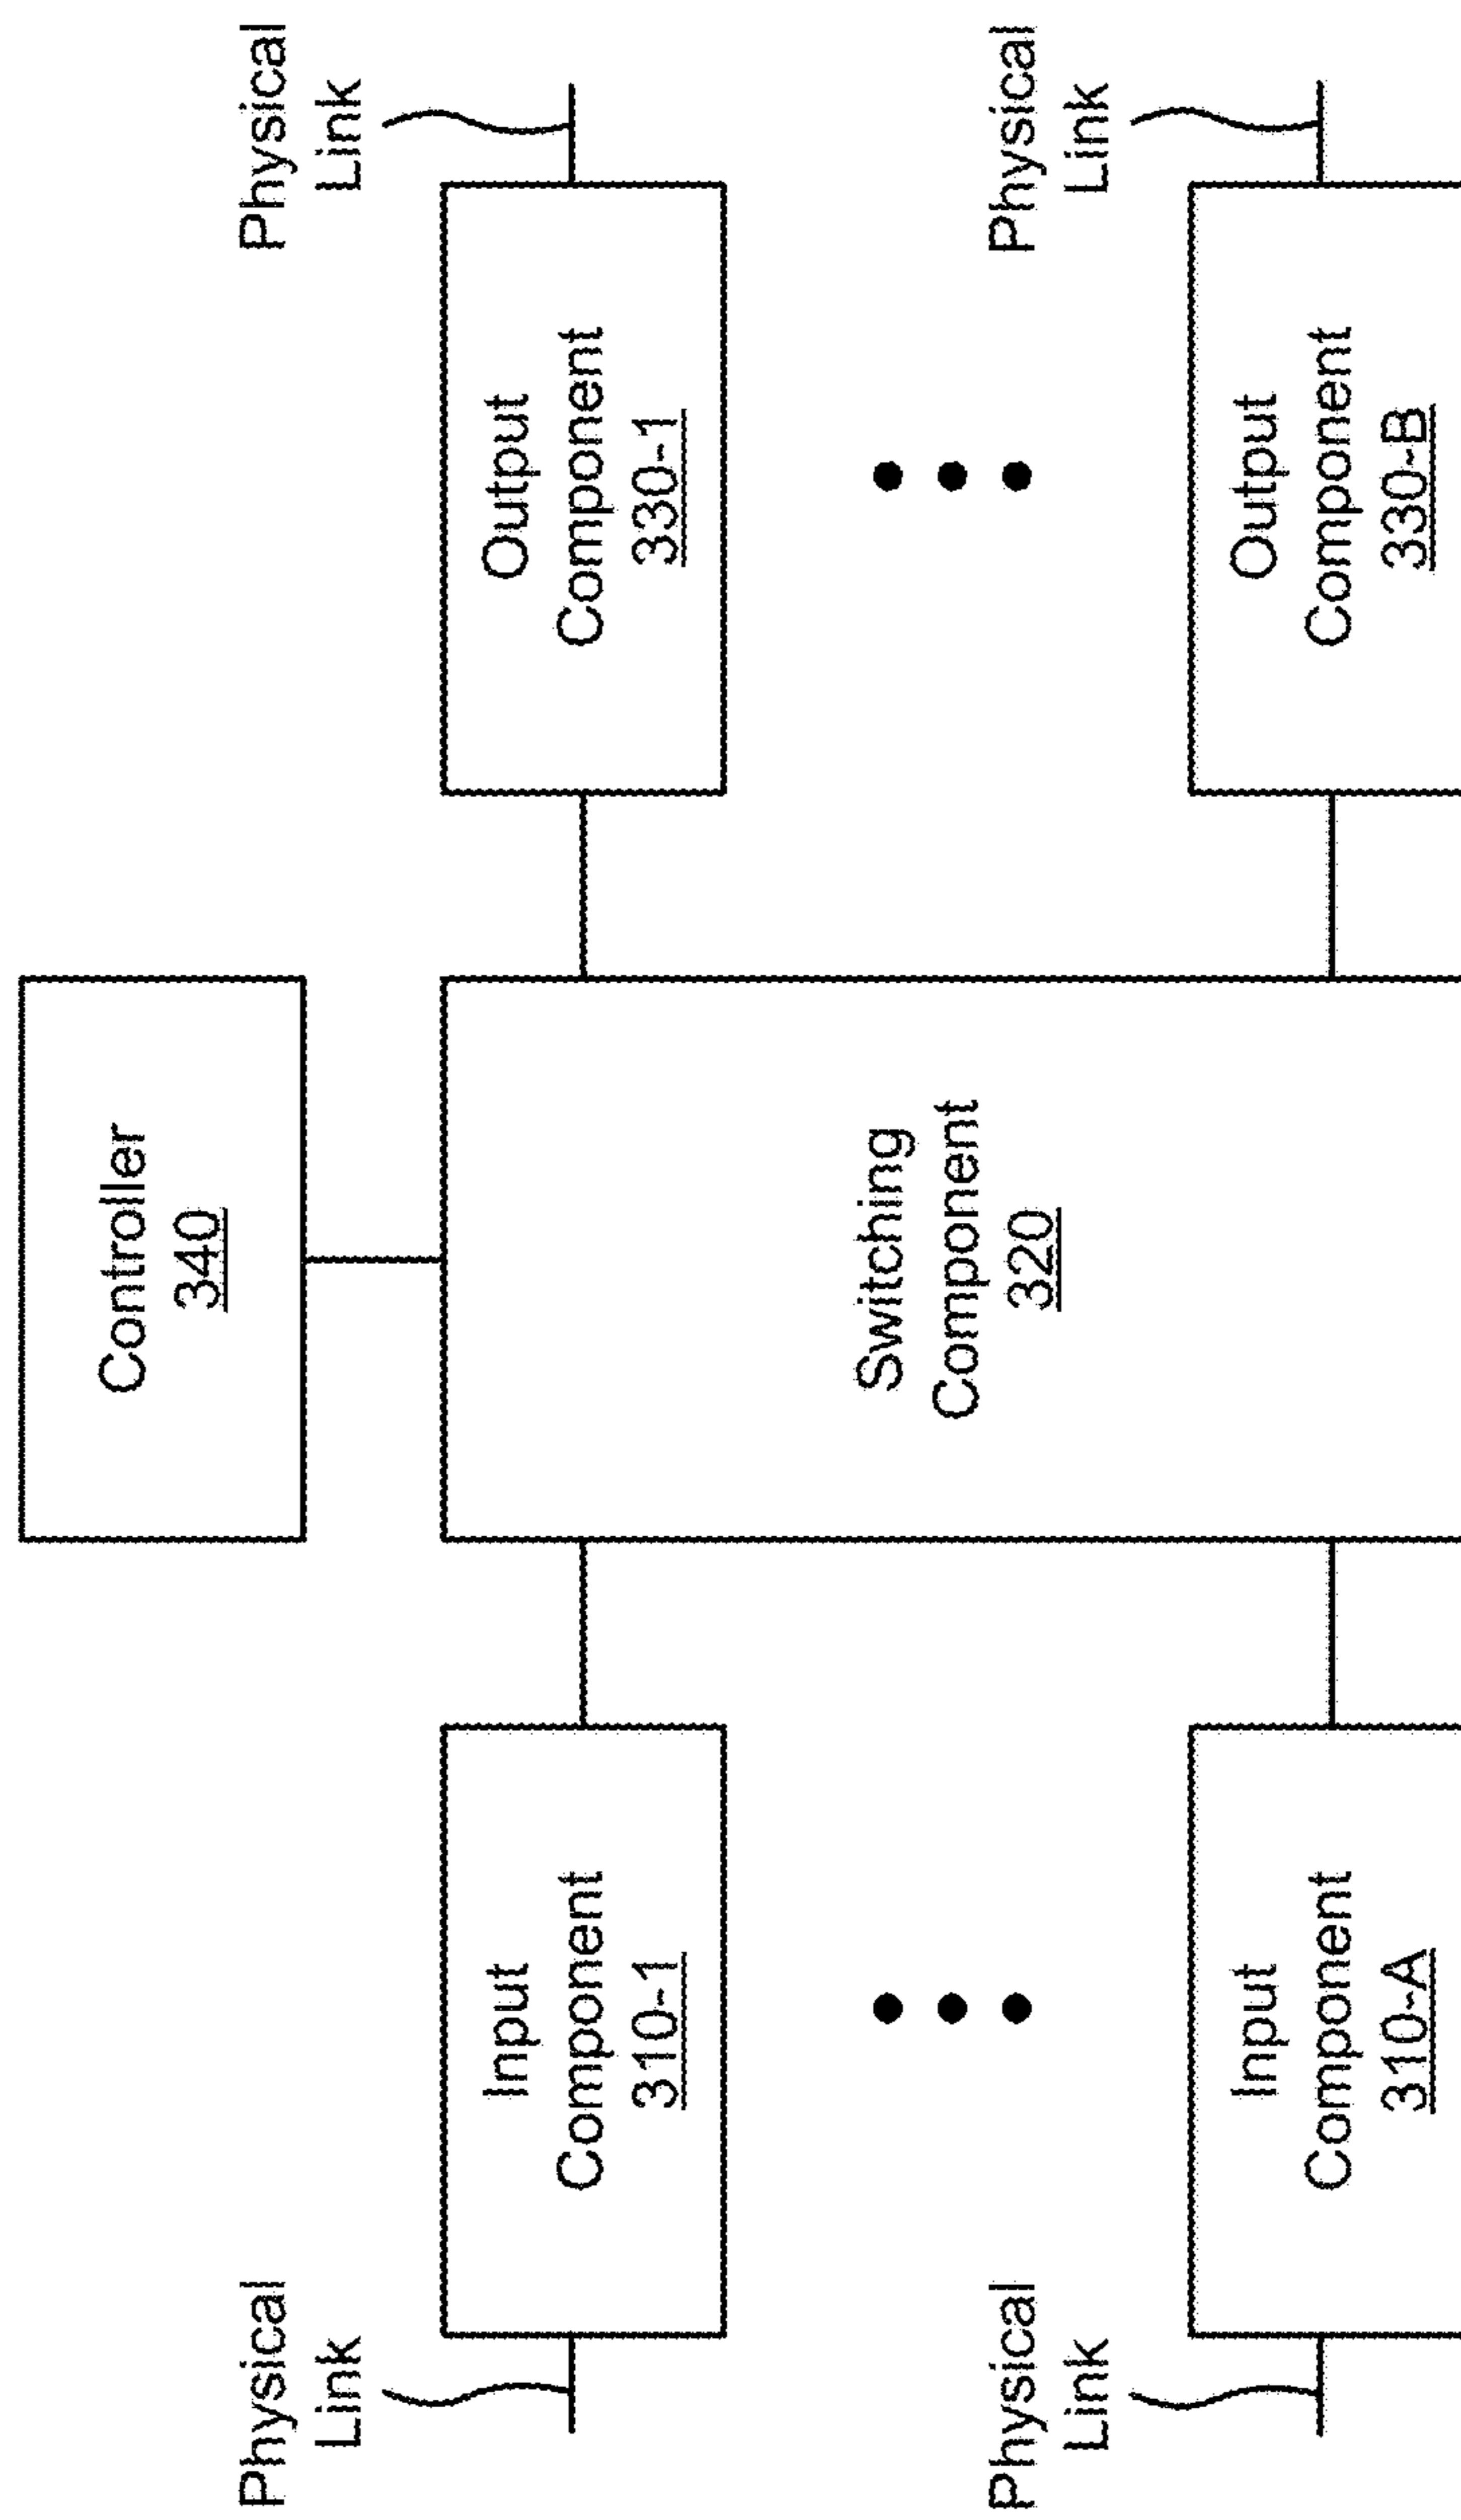 Controller
340
Physical
Link
Input
Component
310-1
Switching
Component
320
Output
Component
330-1
Physical
Link
Physical
Link
Input
Component
310-A
Output
Component
330-B
Physical
Link